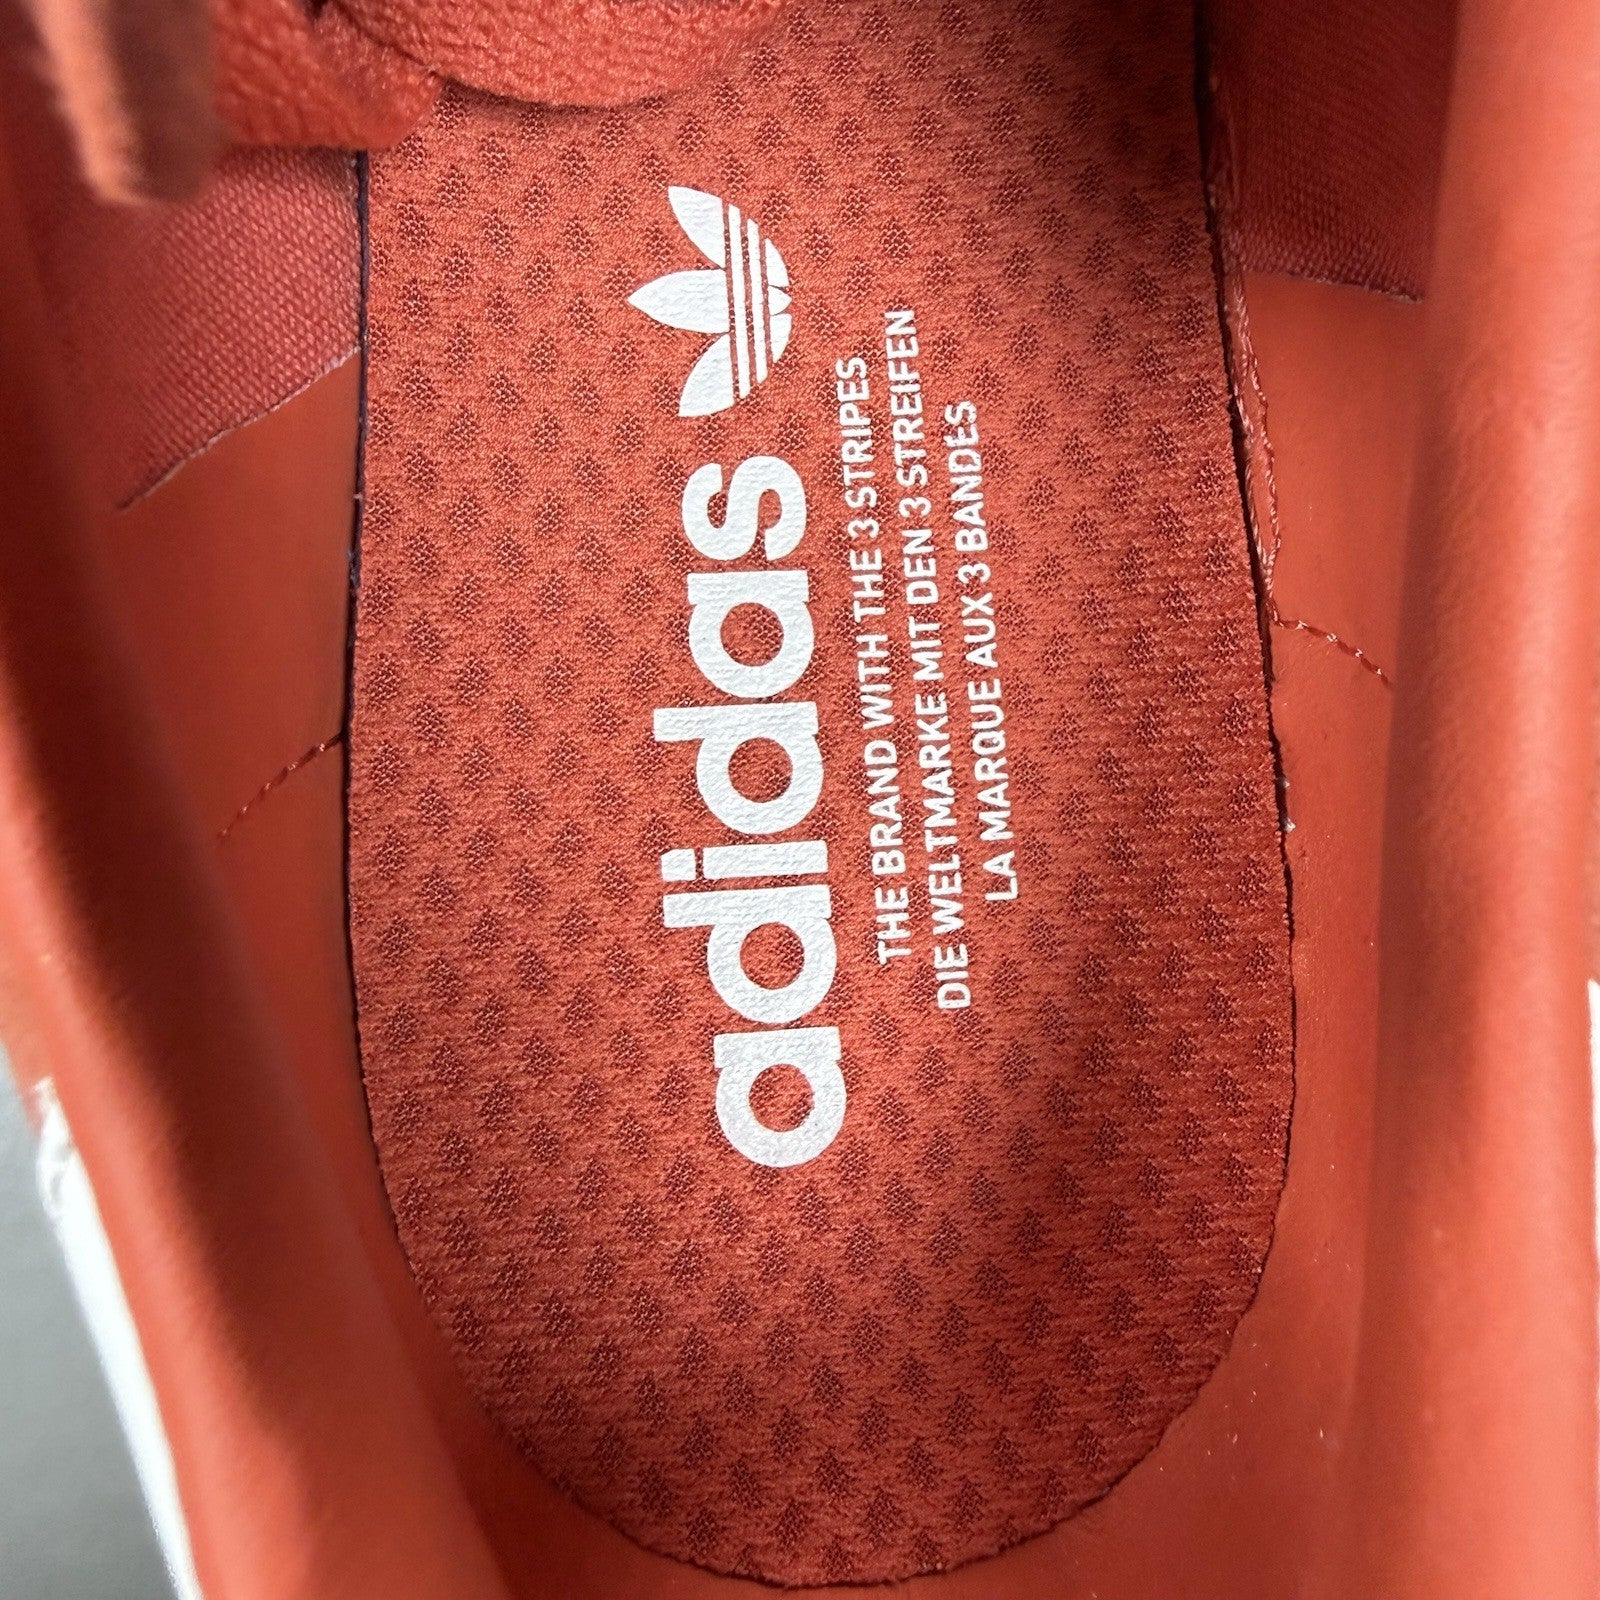 adidas
THE BRAND WITH THE 3 STRIPES
DIE WELTMARKE MIT DEN 3 STREIFEN
LA MARQUE AUX 3 BANDES